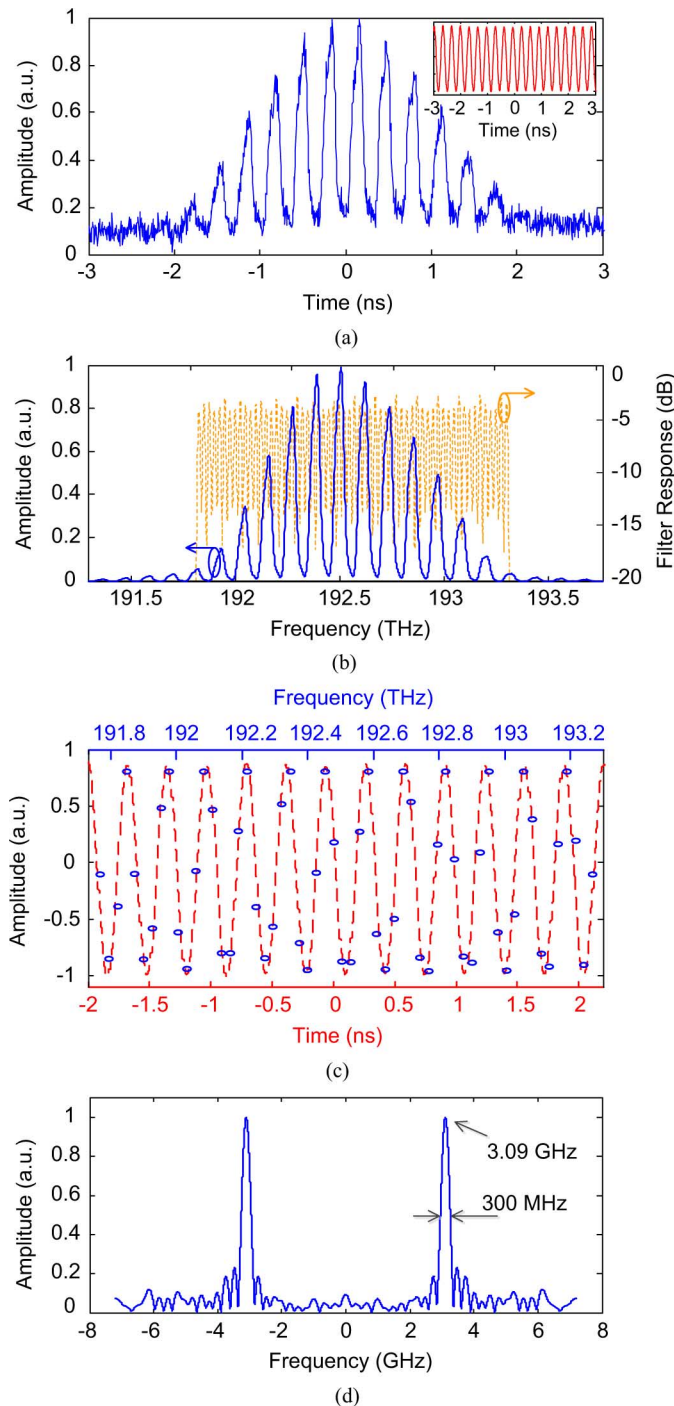 1
0.8
0.6
0.4
0.2
0
Amplitude (a.u.)
-3 -2 -1 0 1 2 3
Time (ns)
-3 -2 -1 0 1 2 3
Time (ns)
(a)
1
0.8
0.6
0.4
0.2
0
Amplitude (a.u.)
0
-5
-10
-15
-20
Filter Response (dB)
191.5 192 192.5 193 193.5
Frequency (THz)
(b)
Frequency (THz)
191.8 192 192.2 192.4 192.6 192.8 193 193.2
1
0.5
0
-0.5
-1
Amplitude (a.u.)
-2 -1.5 -1 -0.5 0 0.5 1 1.5 2
Time (ns)
(c)
1
0.8
0.6
0.4
0.2
0
Amplitude (a.u.)
3.09 GHz
300 MHz
-8 -6 -4 -2 0 2 4 6 8
Frequency (GHz)
(d)